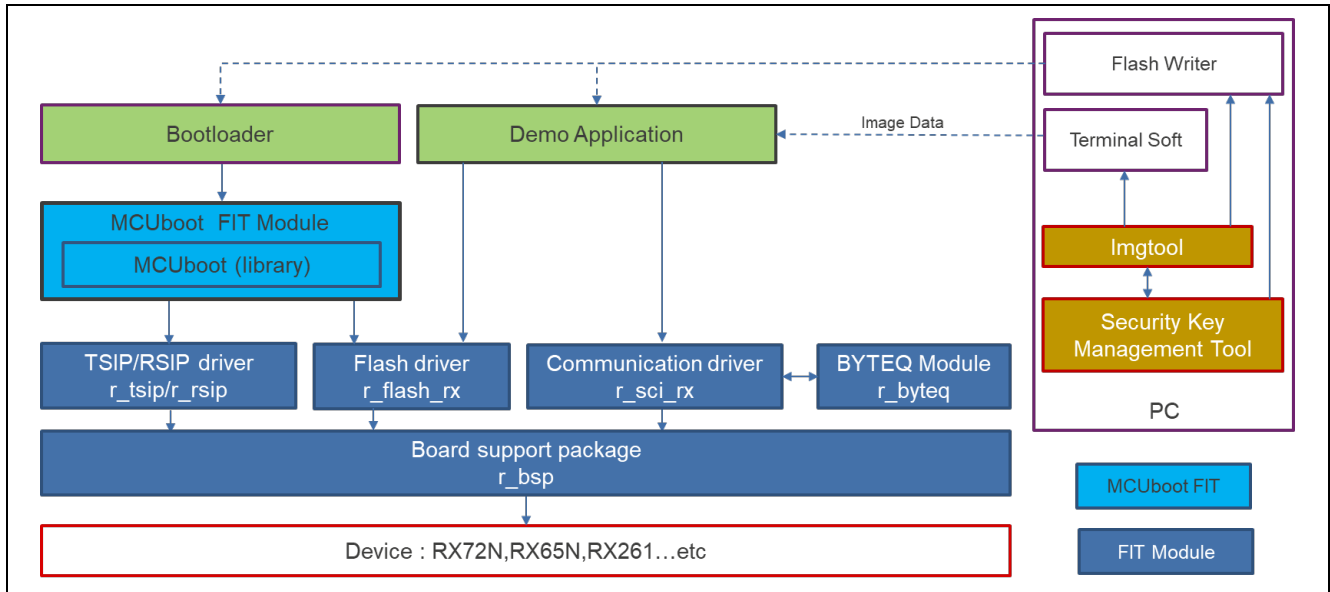 Flash Writer
Bootloader
Demo Application
Image Data
Terminal Soft
MCUboot FIT Module
MCUboot (library)
Imgtool
Security Key
Management Tool
TSIP/RSIP driver
r_tsip/r_rsip
Flash driver
r_flash_rx
Communication driver
r_sci_rx
BYTEQ Module
r_byteq
PC
Board support package
r_bsp
MCUboot FIT
Device : RX72N,RX65N,RX261...etc
FIT Module